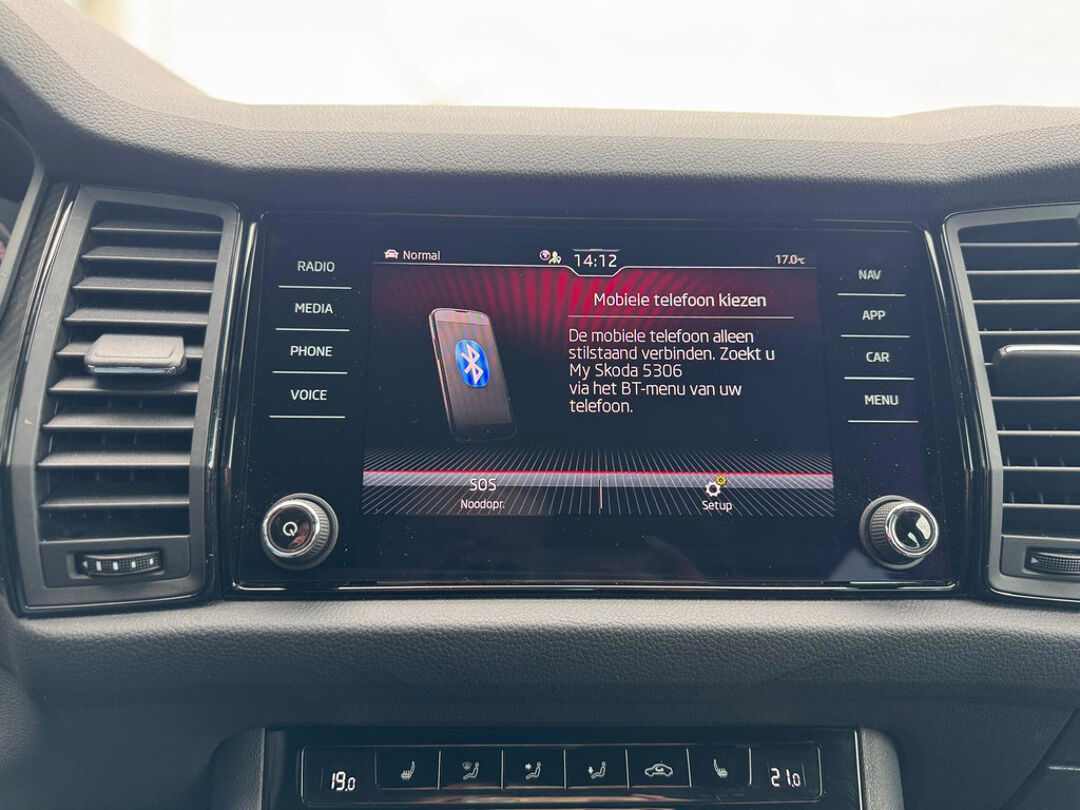 Normal
14:12
17.0°C
RADIO
MEDIA
PHONE
VOICE
Mobiele telefoon kiezen
De mobiele telefoon alleen
stilstaand verbinden. Zoekt u
My Skoda 5306
via het BT-menu van uw
telefoon.
SOS
Noodopr.
Setup
NAV
APP
CAR
MENU
19.0
21.0